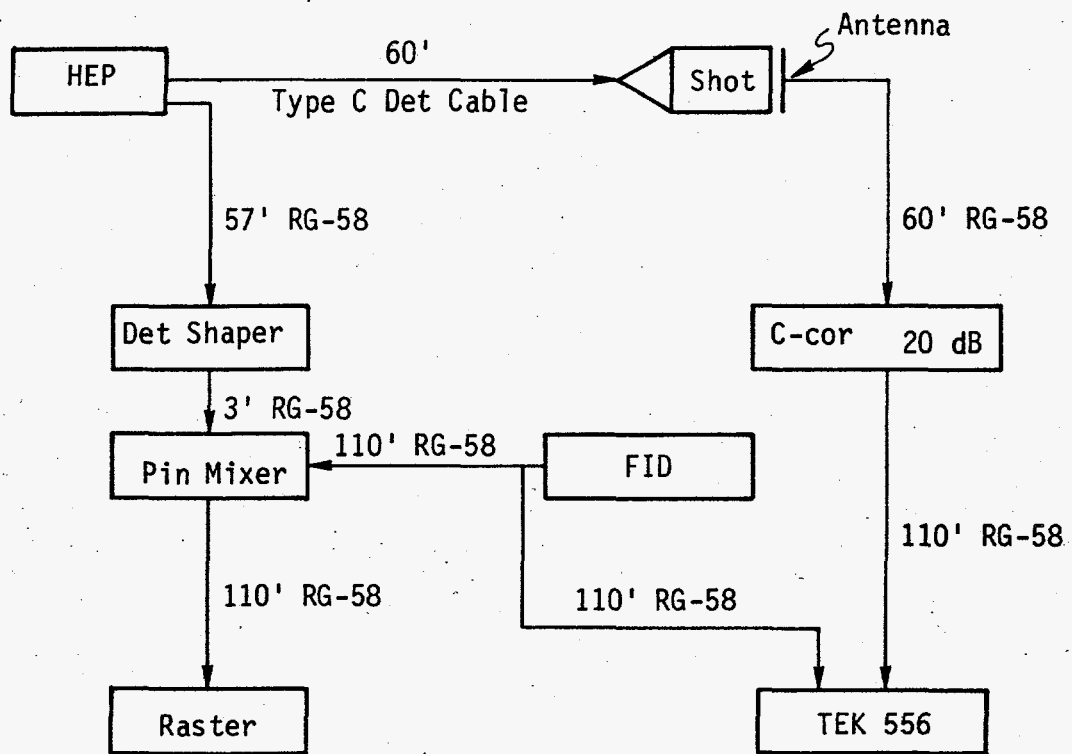 Antenna
HEP
60'
Type C Det Cable
Shot
57' RG-58
60' RG-58
Det Shaper
C-cor 20 dB
3' RG-58
110' RG-58
Pin Mixer
FID
110' RG-58
110' RG-58
110' RG-58
Raster
TEK 556